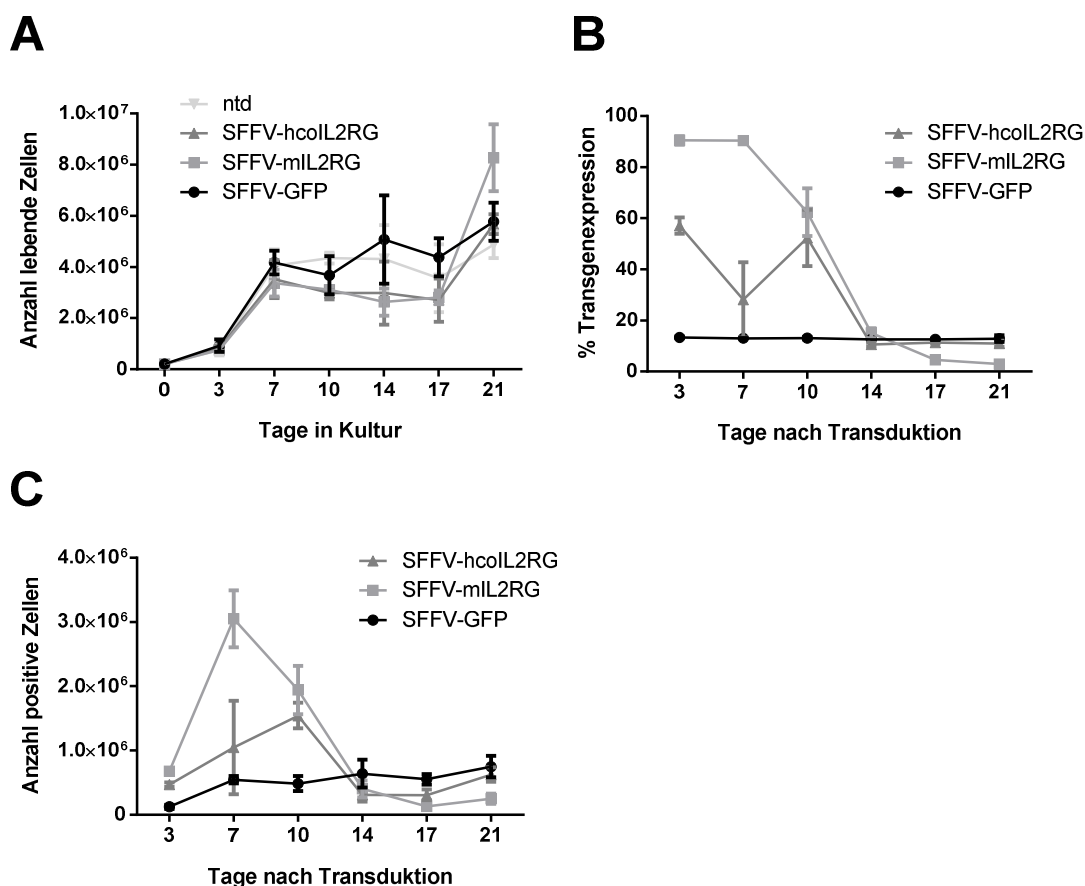 A
ntd
SFFV-hcoIL2RG
SFFV-mIL2RG
SFFV-GFP
Anzahl lebende Zellen
1.0×10⁷
8.0×10⁶
6.0×10⁶
4.0×10⁶
2.0×10⁶
0
0 3 7 10 14 17 21
Tage in Kultur
B
SFFV-hcoIL2RG
SFFV-mIL2RG
SFFV-GFP
% Transgenexpression
100
80
60
40
20
0
3 7 10 14 17 21
Tage nach Transduktion
C
SFFV-hcoIL2RG
SFFV-mIL2RG
SFFV-GFP
Anzahl positive Zellen
4.0×10⁶
3.0×10⁶
2.0×10⁶
1.0×10⁶
0
3 7 10 14 17 21
Tage nach Transduktion